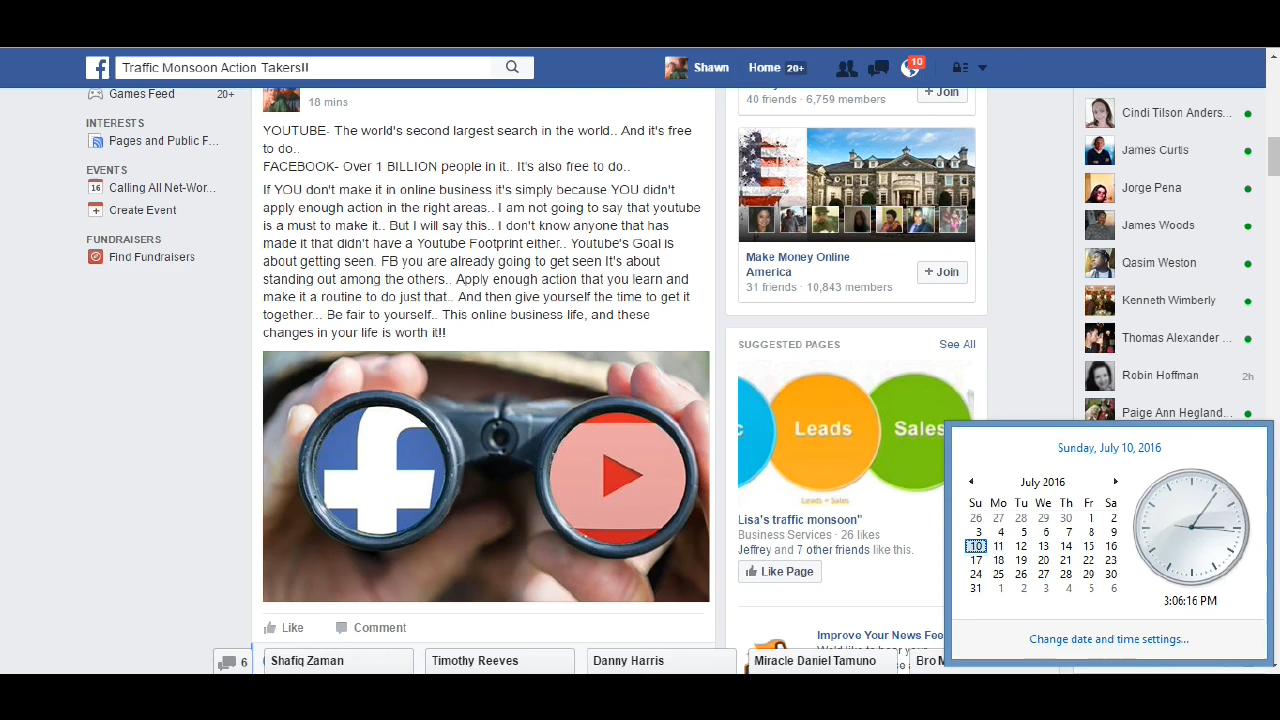 Traffic Monsoon Action Takers!!
Shawn
Home 20+
10
Games Feed 20+
INTERESTS
Pages and Public F...
EVENTS
16 Calling All Net-Wor...
Create Event
FUNDRAISERS
Find Fundraisers
18 mins
YOUTUBE- The world's second largest search in the world.. And it's free
to do..
FACEBOOK- Over 1 BILLION people in it.. It's also free to do..
If YOU don't make it in online business it's simply because YOU didn't
apply enough action in the right areas.. I am not going to say that youtube
is a must to make it.. But I will say this.. I don't know anyone that has
made it that didn't have a Youtube Footprint either.. Youtube's Goal is
about getting seen. FB you are already going to get seen It's about
standing out among the others.. Apply enough action that you learn and
make it a routine to do just that.. And then give yourself the time to get it
together... Be fair to yourself.. This online business life, and these
changes in your life is worth it!!
Like Comment
40 friends · 6,759 members
+ Join
Make Money Online
America
31 friends · 10,843 members
+ Join
SUGGESTED PAGES See All
c Leads Sales
Leads = Sales
Lisa's traffic monsoon"
Business Services · 26 likes
Jeffrey and 7 other friends like this.
Like Page
Improve Your News Fee
Cindi Tilson Anders...
James Curtis
Jorge Pena
James Woods
Qasim Weston
Kenneth Wimberly
Thomas Alexander ...
Robin Hoffman 2h
Paige Ann Hegland...
Sunday, July 10, 2016
July 2016
Su Mo Tu We Th Fr Sa
26 27 28 29 30 1 2
3 4 5 6 7 8 9
10 11 12 13 14 15 16
17 18 19 20 21 22 23
24 25 26 27 28 29 30
31 1 2 3 4 5 6
3:06:16 PM
Change date and time settings...
6
Shafiq Zaman
Timothy Reeves
Danny Harris
Miracle Daniel Tamuno
Bro M